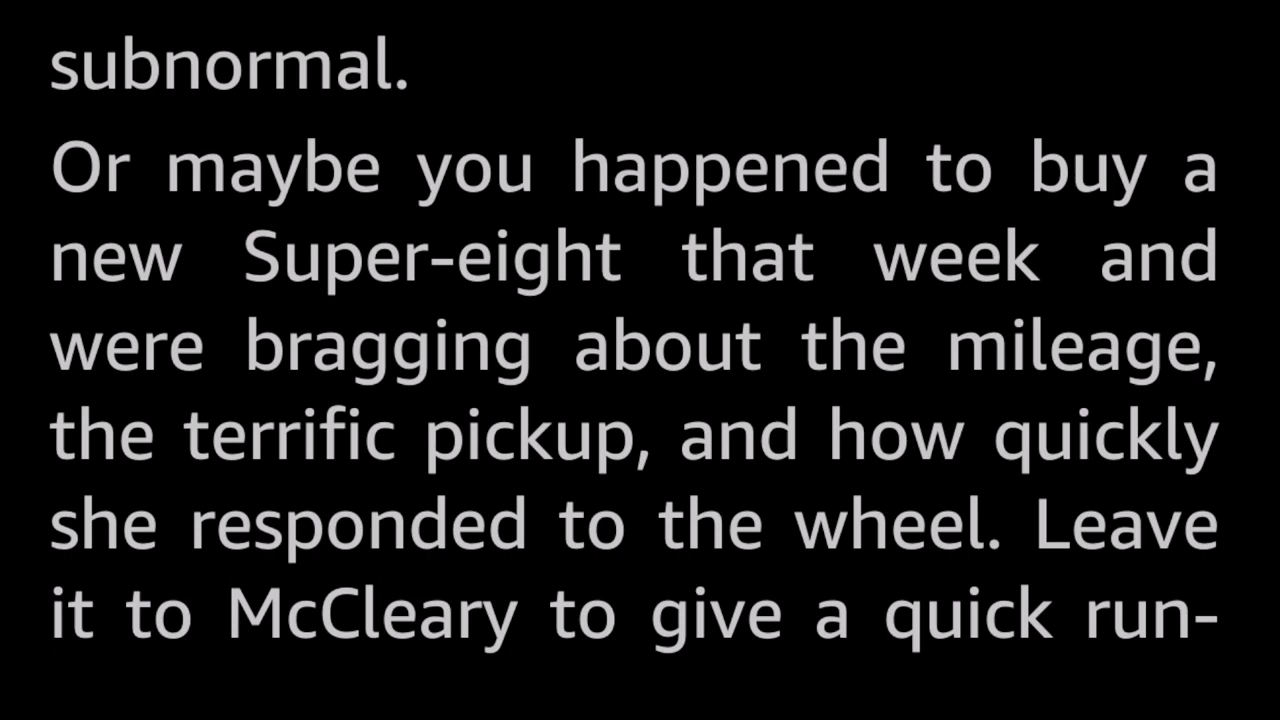 subnormal.
Or maybe you happened to buy a
new Super-eight that week and
were bragging about the mileage,
the terrific pickup, and how quickly
she responded to the wheel. Leave
it to McCleary to give a quick run-